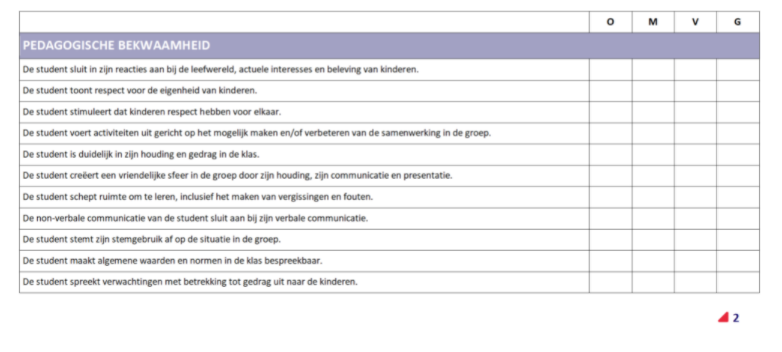 O M V G
PEDAGOGISCHE BEKWAAMHEID
De student sluit in zijn reacties aan bij de leefwereld, actuele interesses en beleving van kinderen.
De student toont respect voor de eigenheid van kinderen.
De student stimuleert dat kinderen respect hebben voor elkaar.
De student voert activiteiten uit gericht op het mogelijk maken en/of verbeteren van de samenwerking in de groep.
De student is duidelijk in zijn houding en gedrag in de klas.
De student creëert een vriendelijke sfeer in de groep door zijn houding, zijn communicatie en presentatie.
De student schept ruimte om te leren, inclusief het maken van vergissingen en fouten.
De non-verbale communicatie van de student sluit aan bij zijn verbale communicatie.
De student stemt zijn stemgebruik af op de situatie in de groep.
De student maakt algemene waarden en normen in de klas bespreekbaar.
De student spreekt verwachtingen met betrekking tot gedrag uit naar de kinderen.
2